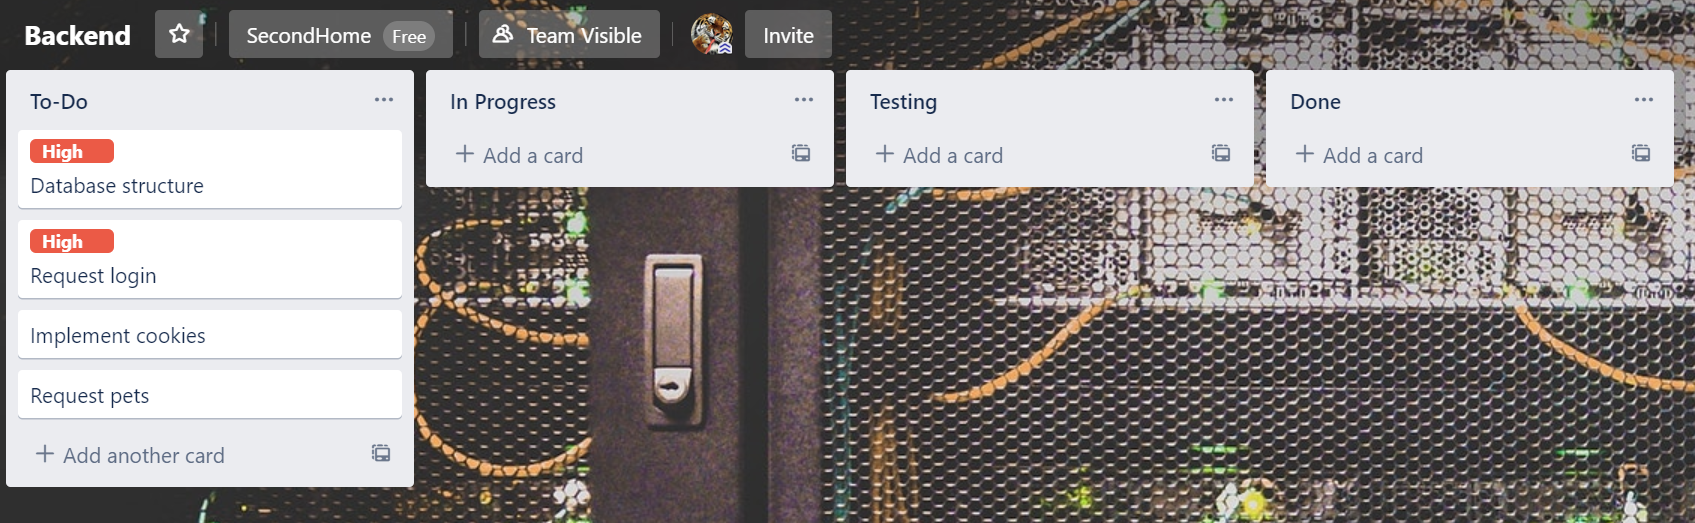 Backend
SecondHome Free
Team Visible
Invite
To-Do
High
Database structure
High
Request login
Implement cookies
Request pets
Add another card
In Progress
Add a card
Testing
Add a card
Done
Add a card